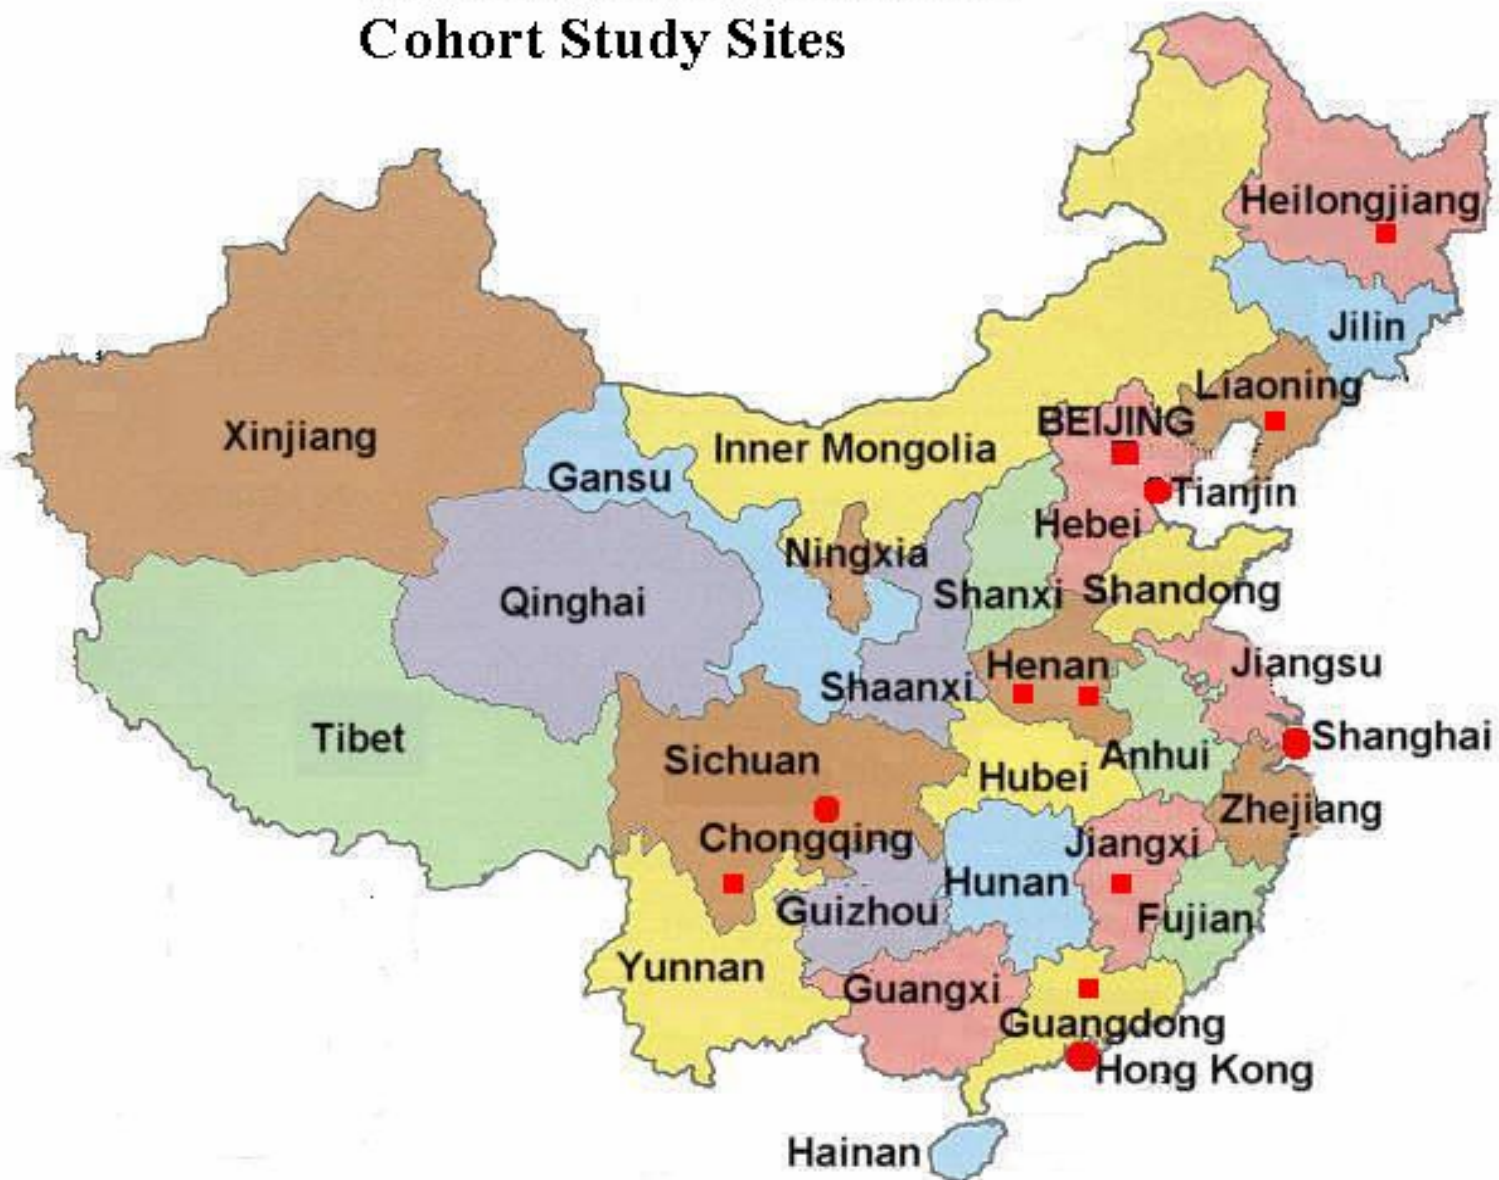 Cohort Study Sites
Heilongjiang
Jilin
Liaoning
BEIJING
Xinjiang
Inner Mongolia
Gansu
Tianjin
Hebei
Ningxia
Shanxi
Shandong
Qinghai
Henan
Jiangsu
Shaanxi
Tibet
Shanghai
Sichuan
Anhui
Hubei
Zhejiang
Chongqing
Jiangxi
Hunan
Guizhou
Fujian
Yunnan
Guangxi
Guangdong
Hong Kong
Hainan